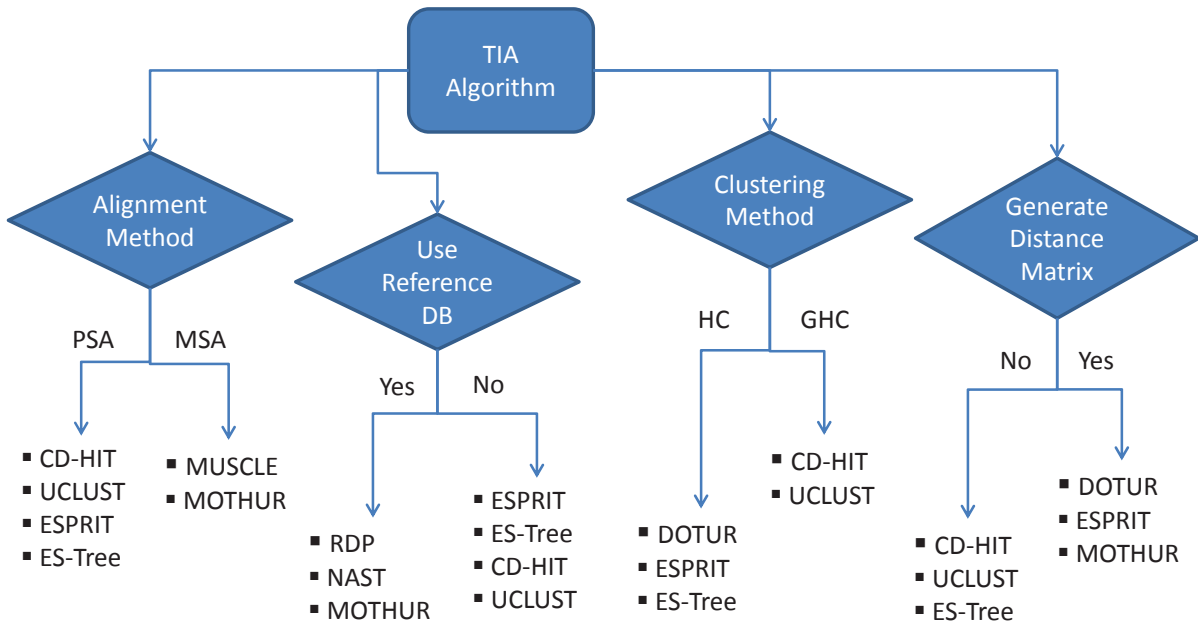 TIA
Algorithm
Alignment
Method
Use
Reference
DB
Clustering
Method
Generate
Distance
Matrix
PSA
MSA
Yes
No
HC
GHC
No
Yes
▪ CD-HIT
▪ UCLUST
▪ ESPRIT
▪ ES-Tree
▪ MUSCLE
▪ MOTHUR
▪ RDP
▪ NAST
▪ MOTHUR
▪ ESPRIT
▪ ES-Tree
▪ CD-HIT
▪ UCLUST
▪ DOTUR
▪ ESPRIT
▪ ES-Tree
▪ CD-HIT
▪ UCLUST
▪ CD-HIT
▪ UCLUST
▪ ES-Tree
▪ DOTUR
▪ ESPRIT
▪ MOTHUR